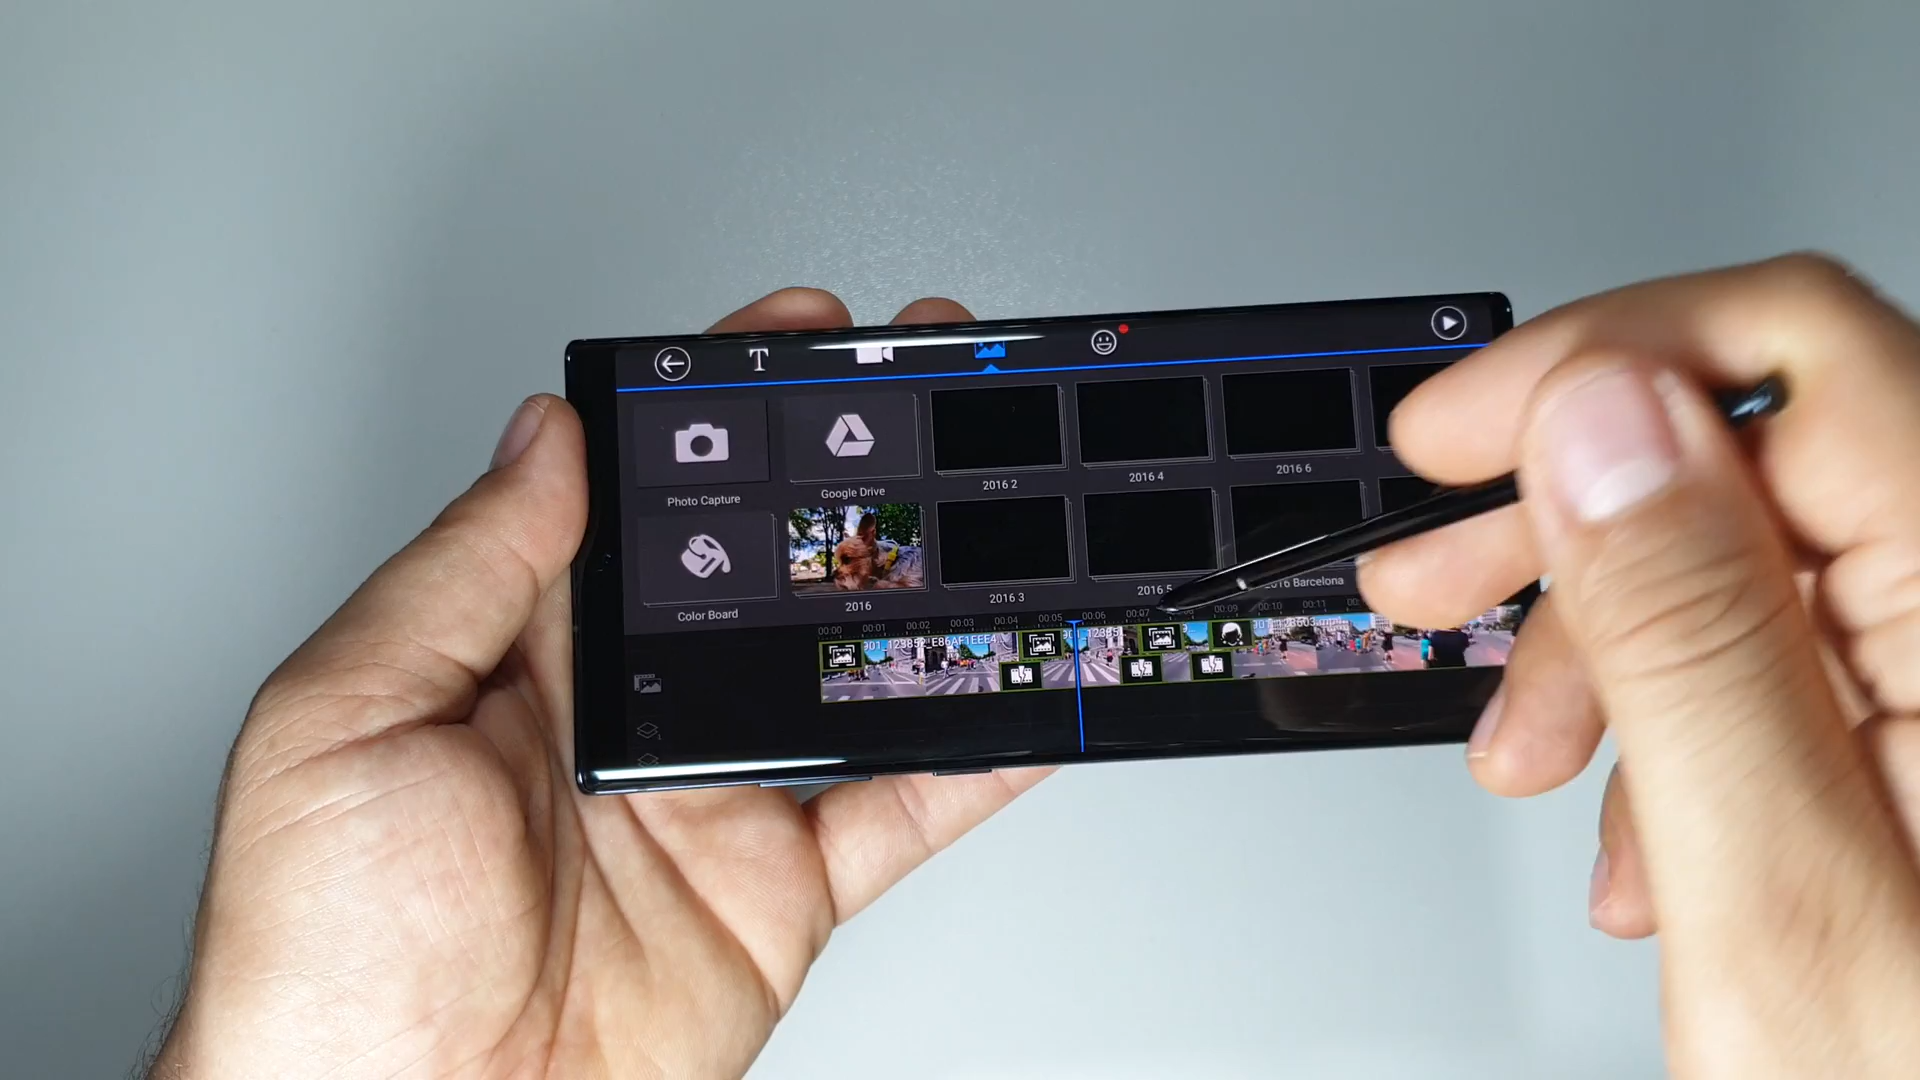 T
Photo Capture
Google Drive
2016 2
2016 4
2016 6
Color Board
2016
2016 3
2016 5
Barcelona
00:00 00:01 00:02 00:03 00:04 00:05 00:06 00:07 00:09 00:10 00:11